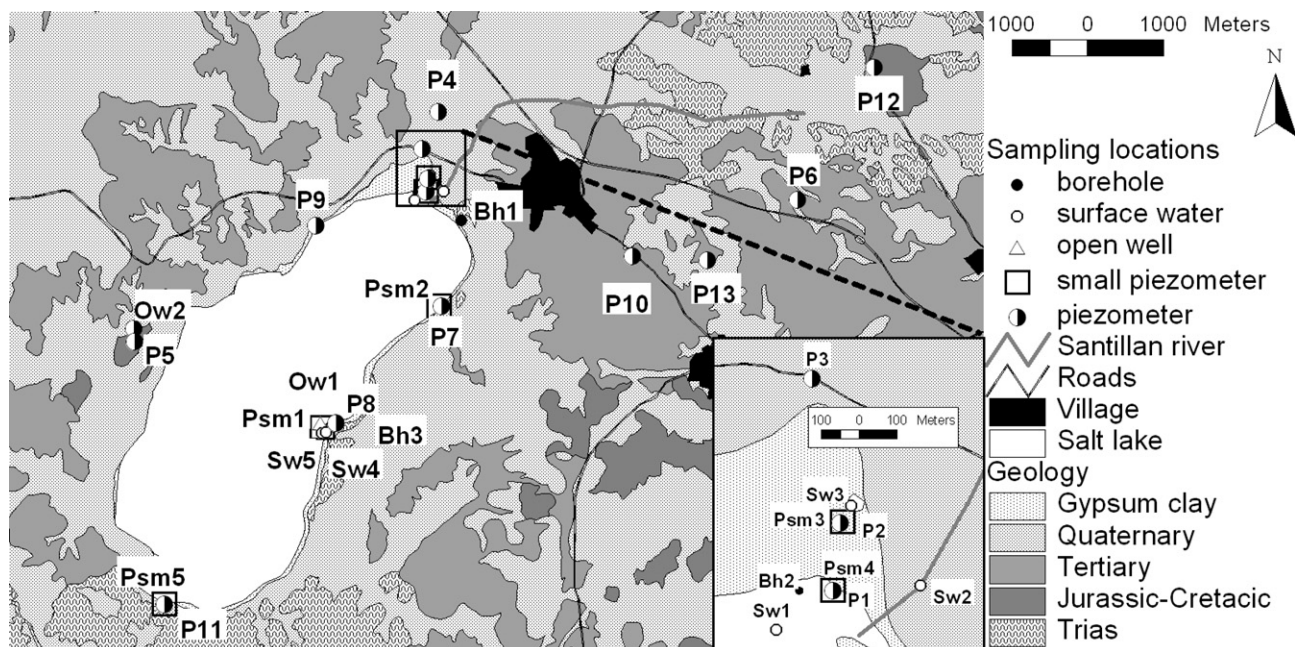 1000 0 1000 Meters
N
P4
P12
P6
P9
Bh1
Psm2
P10
P13
Ow2
P5
P7
Ow1
P8
Psm1
Bh3
Sw5
Sw4
Psm5
P11
P3
100 0 100 Meters
Sw3
Psm3
P2
Psm4
Bh2
P1
Sw2
Sw1
Sampling locations
borehole
surface water
open well
small piezometer
piezometer
Santillan river
Roads
Village
Salt lake
Geology
Gypsum clay
Quaternary
Tertiary
Jurassic-Cretacic
Trias